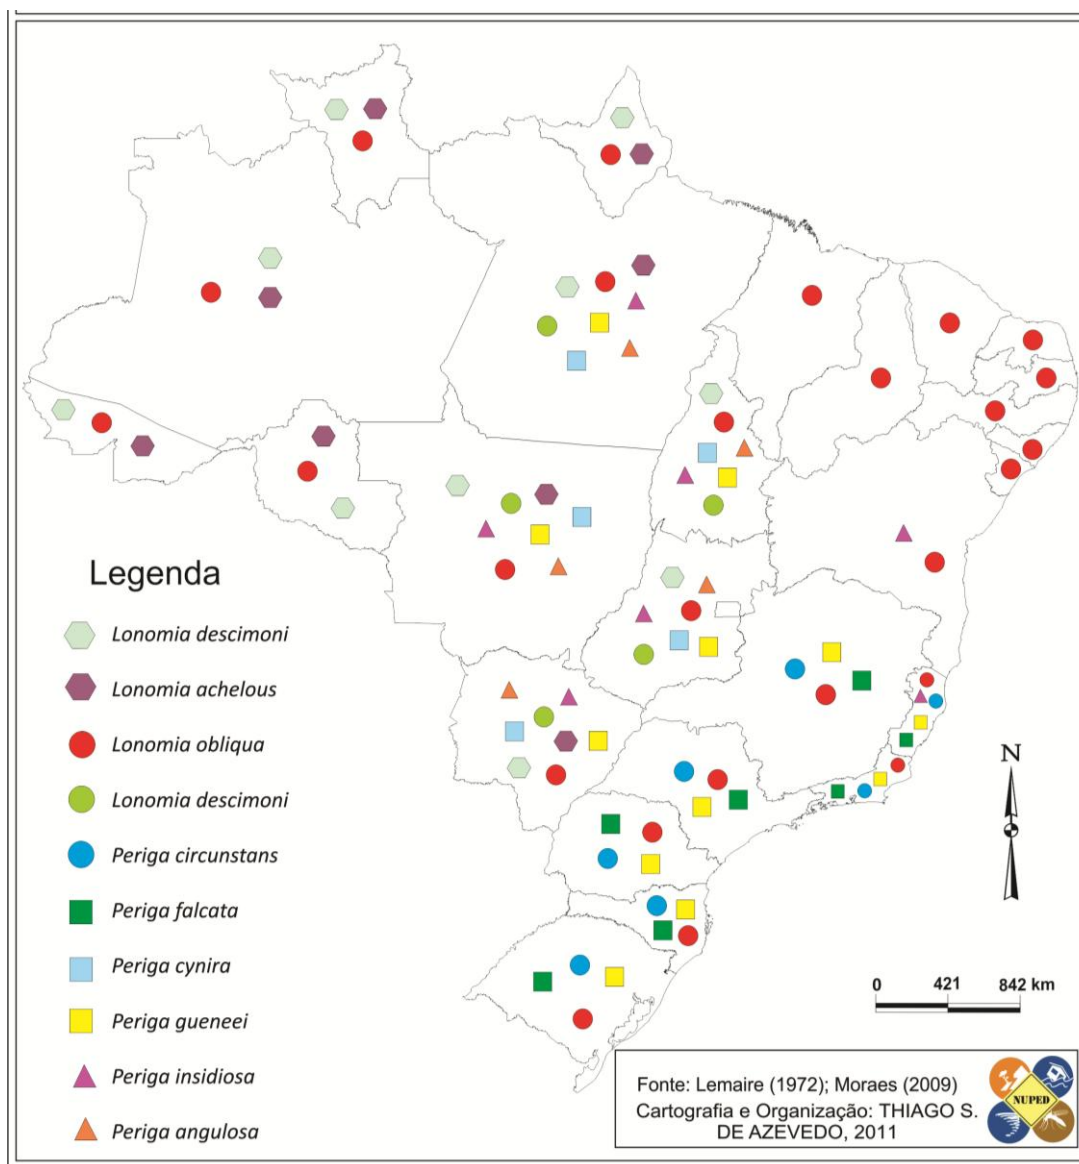 Legenda
Lonomia descimoni
Lonomia achelous
Lonomia obliqua
Lonomia descimoni
Periga circunstans
Periga falcata
Periga cynira
Periga gueneei
Periga insidiosa
Periga angulosa
N
0 421 842 km
Fonte: Lemaire (1972); Moraes (2009)
Cartografia e Organização: THIAGO S.
DE AZEVEDO, 2011
NUPED